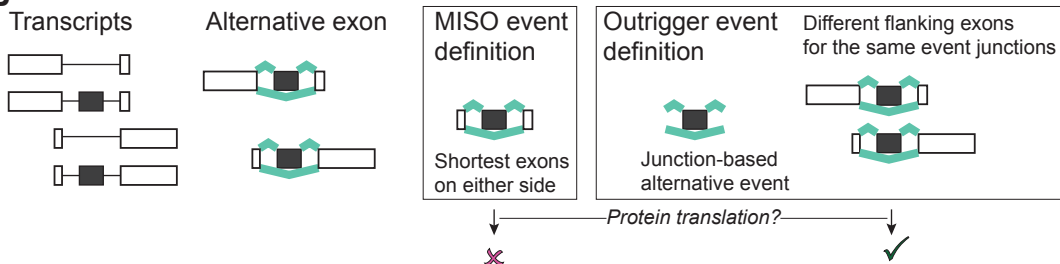 Transcripts
Alternative exon
MISO event
definition
Shortest exons
on either side
Outrigger event
definition
Junction-based
alternative event
Different flanking exons
for the same event junctions
Protein translation?